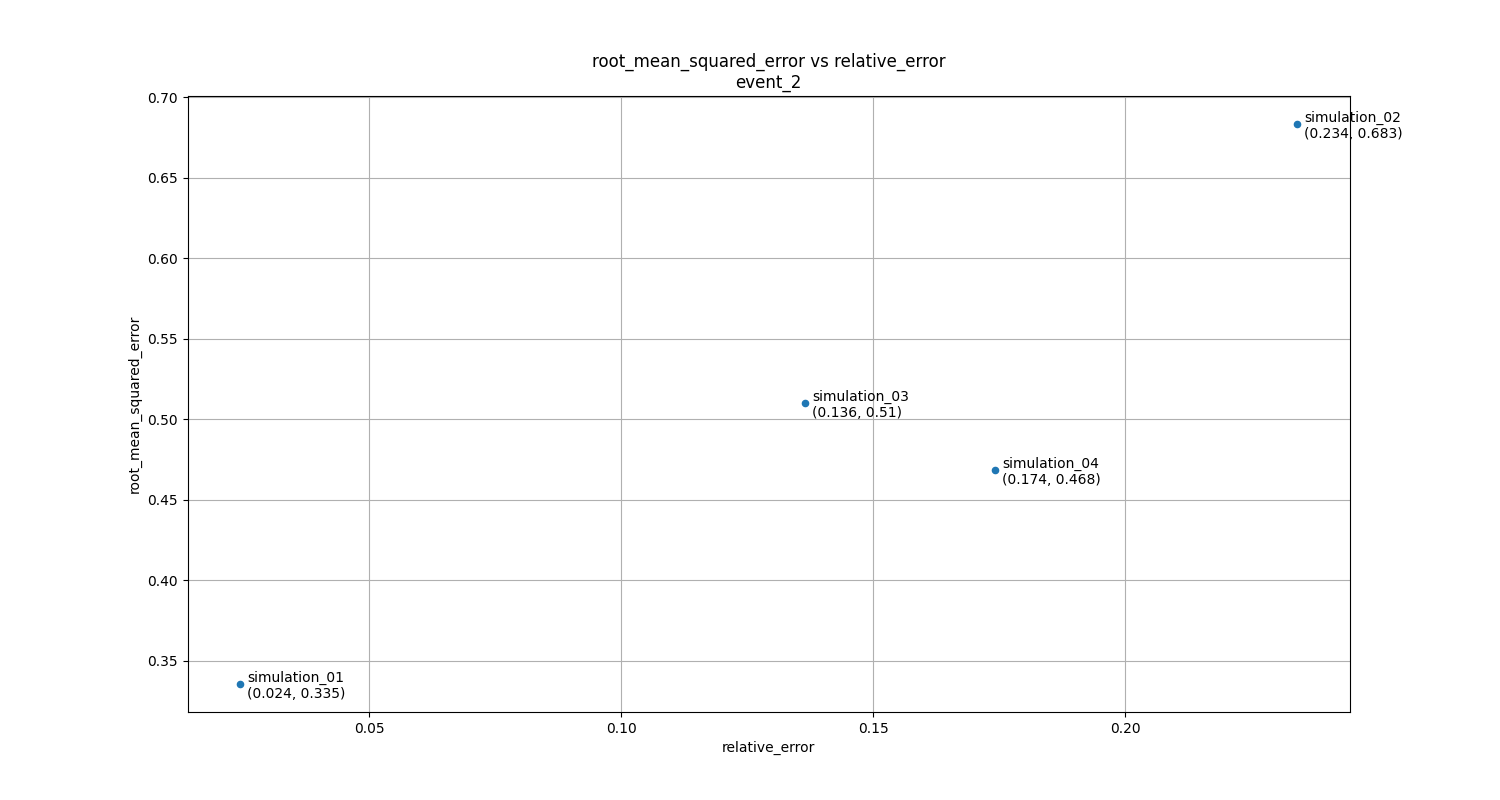 root_mean_squared_error vs relative_error
event_2
0.70
simulation_02
(0.234, 0.683)
0.65
0.60
0.55
root_mean_squared_error
simulation_03
(0.136, 0.51)
0.50
simulation_04
(0.174, 0.468)
0.45
0.40
0.35
simulation_01
(0.024, 0.335)
0.05
0.10
0.15
0.20
relative_error